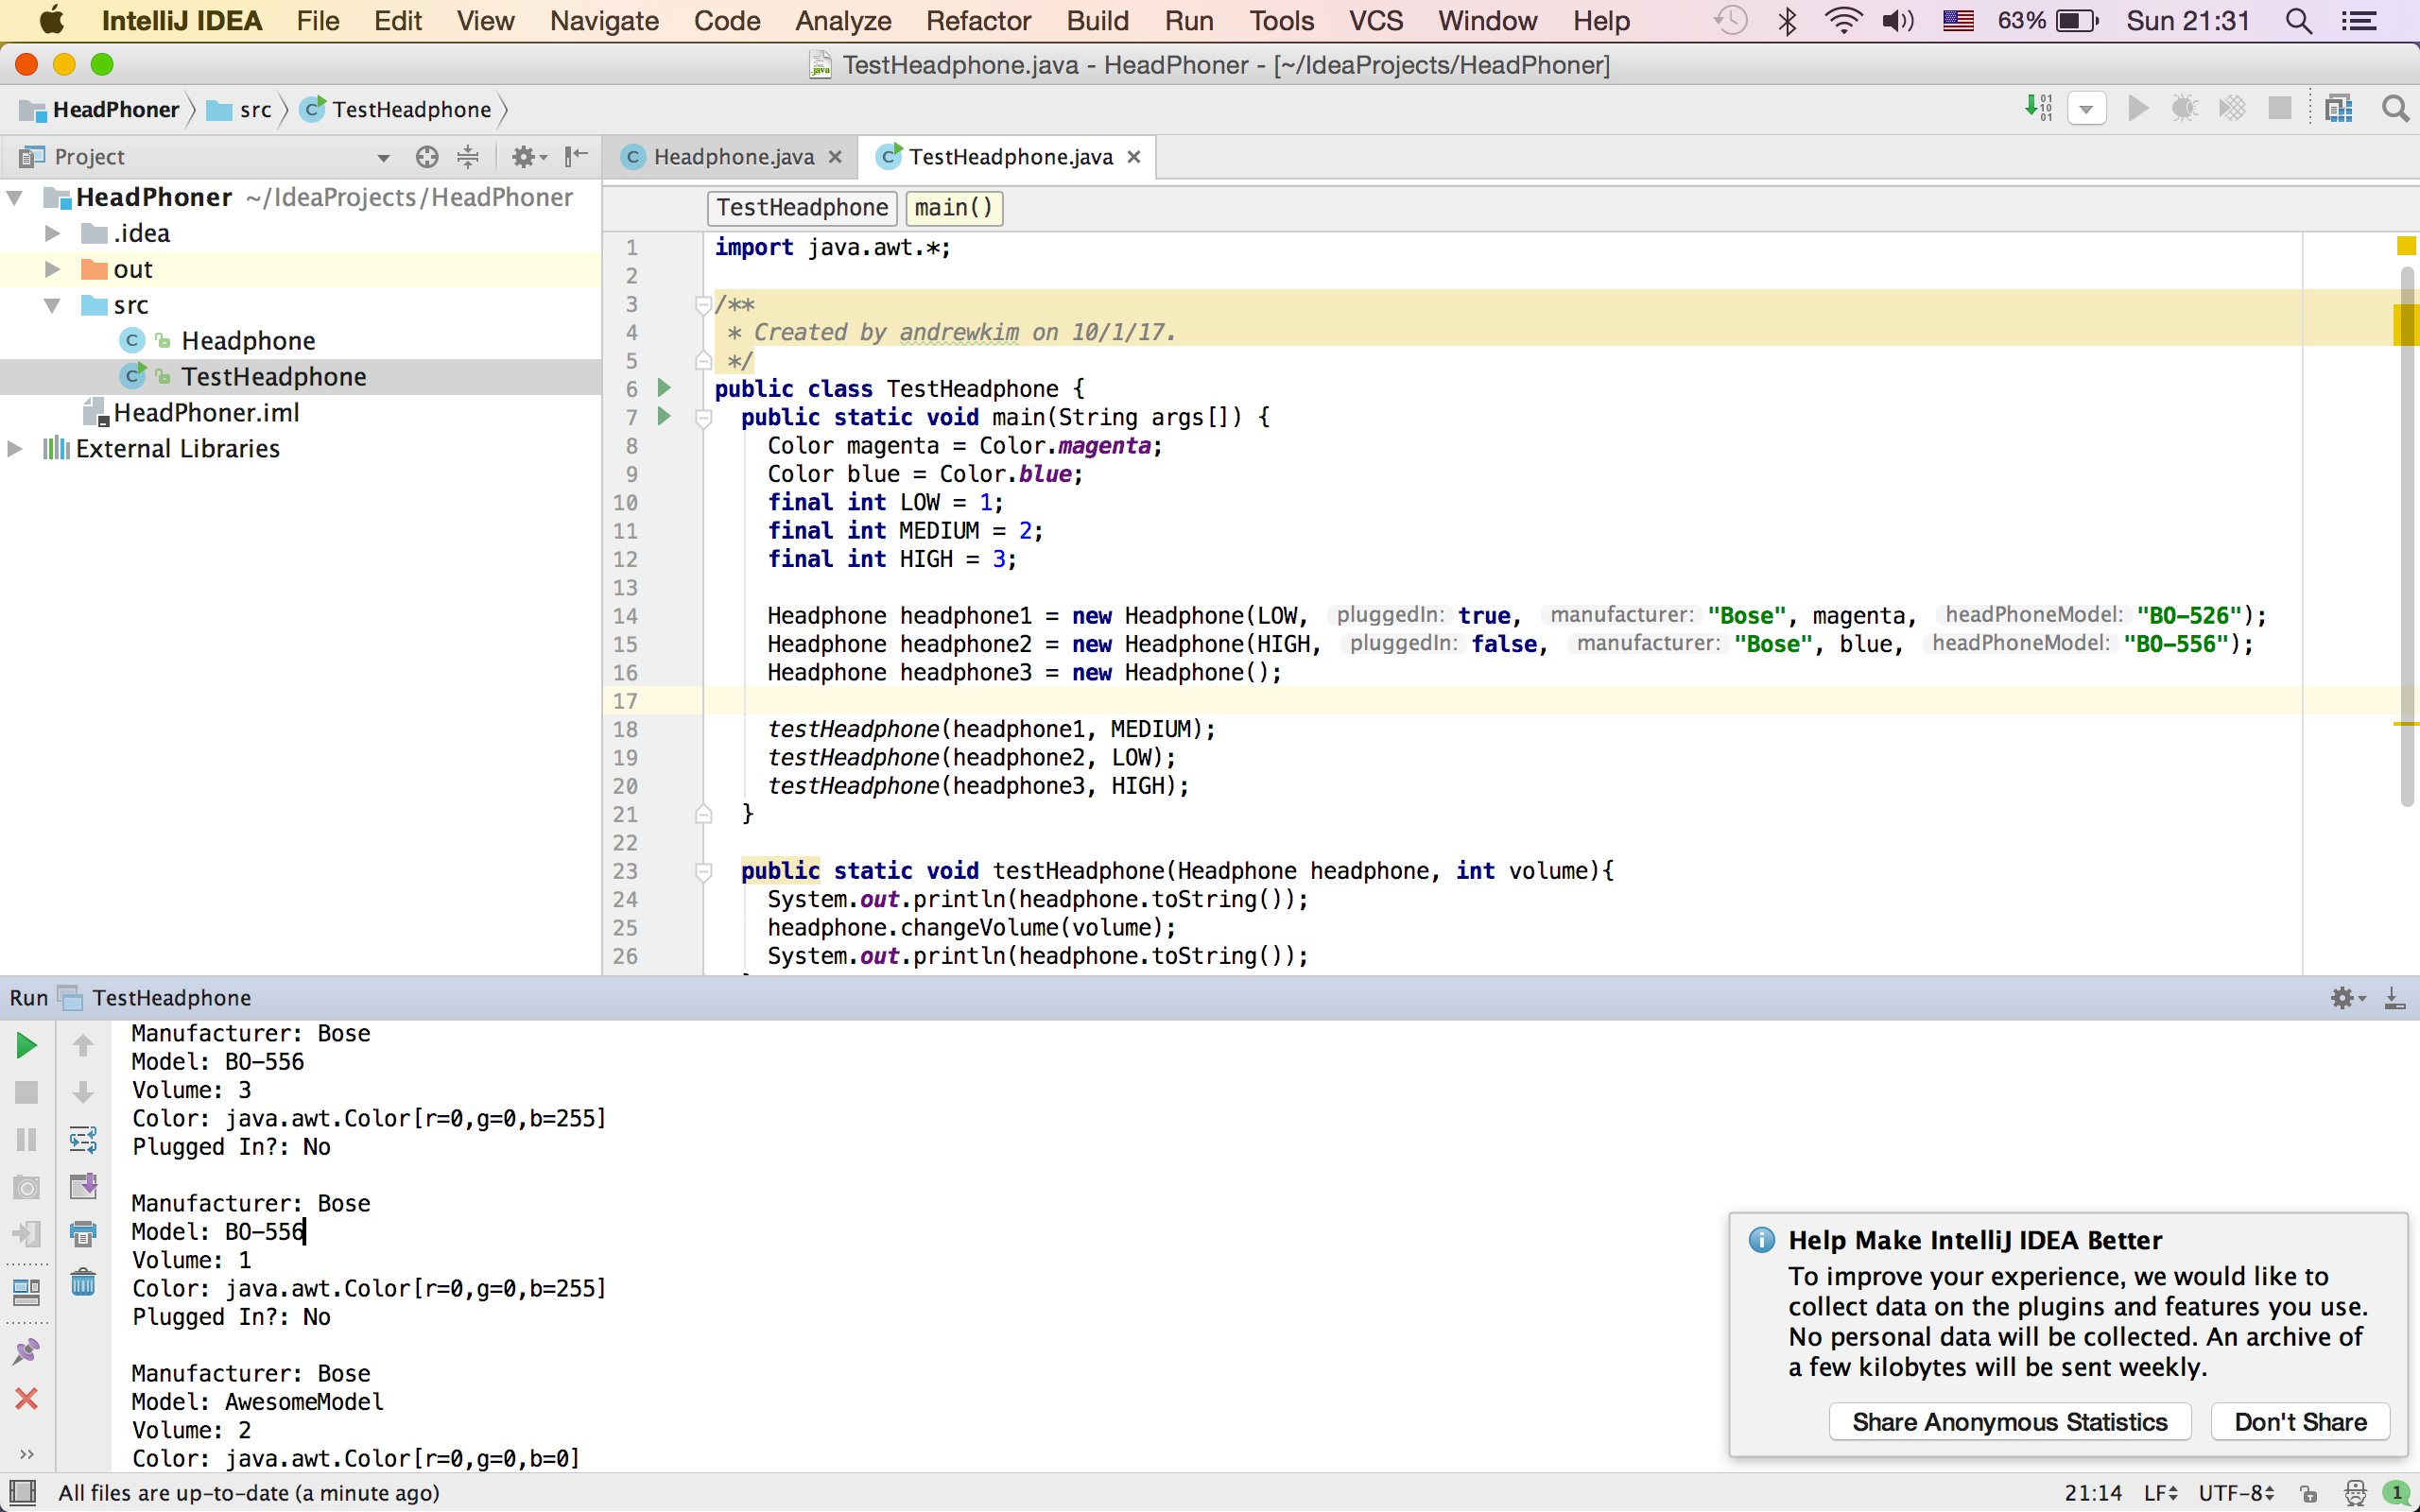 IntelliJ IDEA File Edit View Navigate Code Analyze Refactor Build Run Tools VCS Window Help 63% Sun 21:31
TestHeadphone.java - HeadPhoner - [~/IdeaProjects/HeadPhoner]
HeadPhoner src TestHeadphone
Project
Headphone.java TestHeadphone.java
HeadPhoner ~/IdeaProjects/HeadPhoner
.idea
out
src
Headphone
TestHeadphone
HeadPhoner.iml
External Libraries
TestHeadphone main()
1 import java.awt.*;
2
3 /**
4 * Created by andrewkim on 10/1/17.
5 */
6 public class TestHeadphone {
7 public static void main(String args[]) {
8 Color magenta = Color.magenta;
9 Color blue = Color.blue;
10 final int LOW = 1;
11 final int MEDIUM = 2;
12 final int HIGH = 3;
13
14 Headphone headphone1 = new Headphone(LOW, pluggedIn: true, manufacturer: "Bose", magenta, headPhoneModel: "BO-526");
15 Headphone headphone2 = new Headphone(HIGH, pluggedIn: false, manufacturer: "Bose", blue, headPhoneModel: "BO-556");
16 Headphone headphone3 = new Headphone();
17
18 testHeadphone(headphone1, MEDIUM);
19 testHeadphone(headphone2, LOW);
20 testHeadphone(headphone3, HIGH);
21 }
22
23 public static void testHeadphone(Headphone headphone, int volume){
24 System.out.println(headphone.toString());
25 headphone.changeVolume(volume);
26 System.out.println(headphone.toString());
Run TestHeadphone
Manufacturer: Bose
Model: BO-556
Volume: 3
Color: java.awt.Color[r=0,g=0,b=255]
Plugged In?: No
Manufacturer: Bose
Model: BO-556
Volume: 1
Color: java.awt.Color[r=0,g=0,b=255]
Plugged In?: No
Manufacturer: Bose
Model: AwesomeModel
Volume: 2
Color: java.awt.Color[r=0,g=0,b=0]
Help Make IntelliJ IDEA Better
To improve your experience, we would like to
collect data on the plugins and features you use.
No personal data will be collected. An archive of
a few kilobytes will be sent weekly.
Share Anonymous Statistics Don't Share
All files are up-to-date (a minute ago) 21:14 LF UTF-8 1